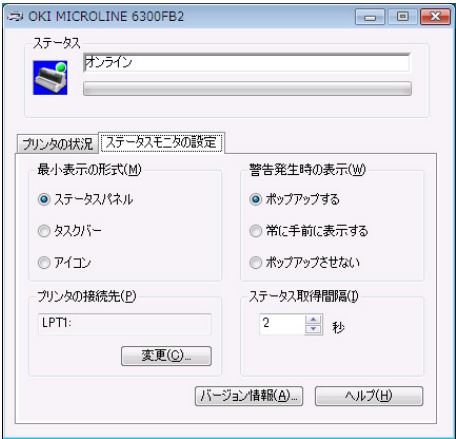 OKI MICROLINE 6300FB2
ステータス
オンライン
プリンタの状況
ステータスモニタの設定
最小表示の形式(M)
ステータスパネル
タスクバー
アイコン
警告発生時の表示(W)
ポップアップする
常に手前に表示する
ポップアップさせない
プリンタの接続先(P)
LPT1:
変更(C)...
ステータス取得間隔(I)
2 秒
バージョン情報(A)...
ヘルプ(H)